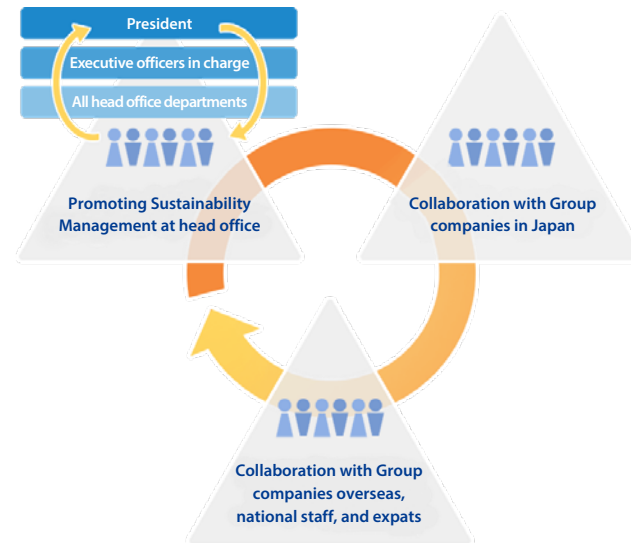 President
Executive officers in charge
All head office departments
Promoting Sustainability
Management at head office
Collaboration with Group
companies in Japan
Collaboration with Group
companies overseas,
national staff, and expats